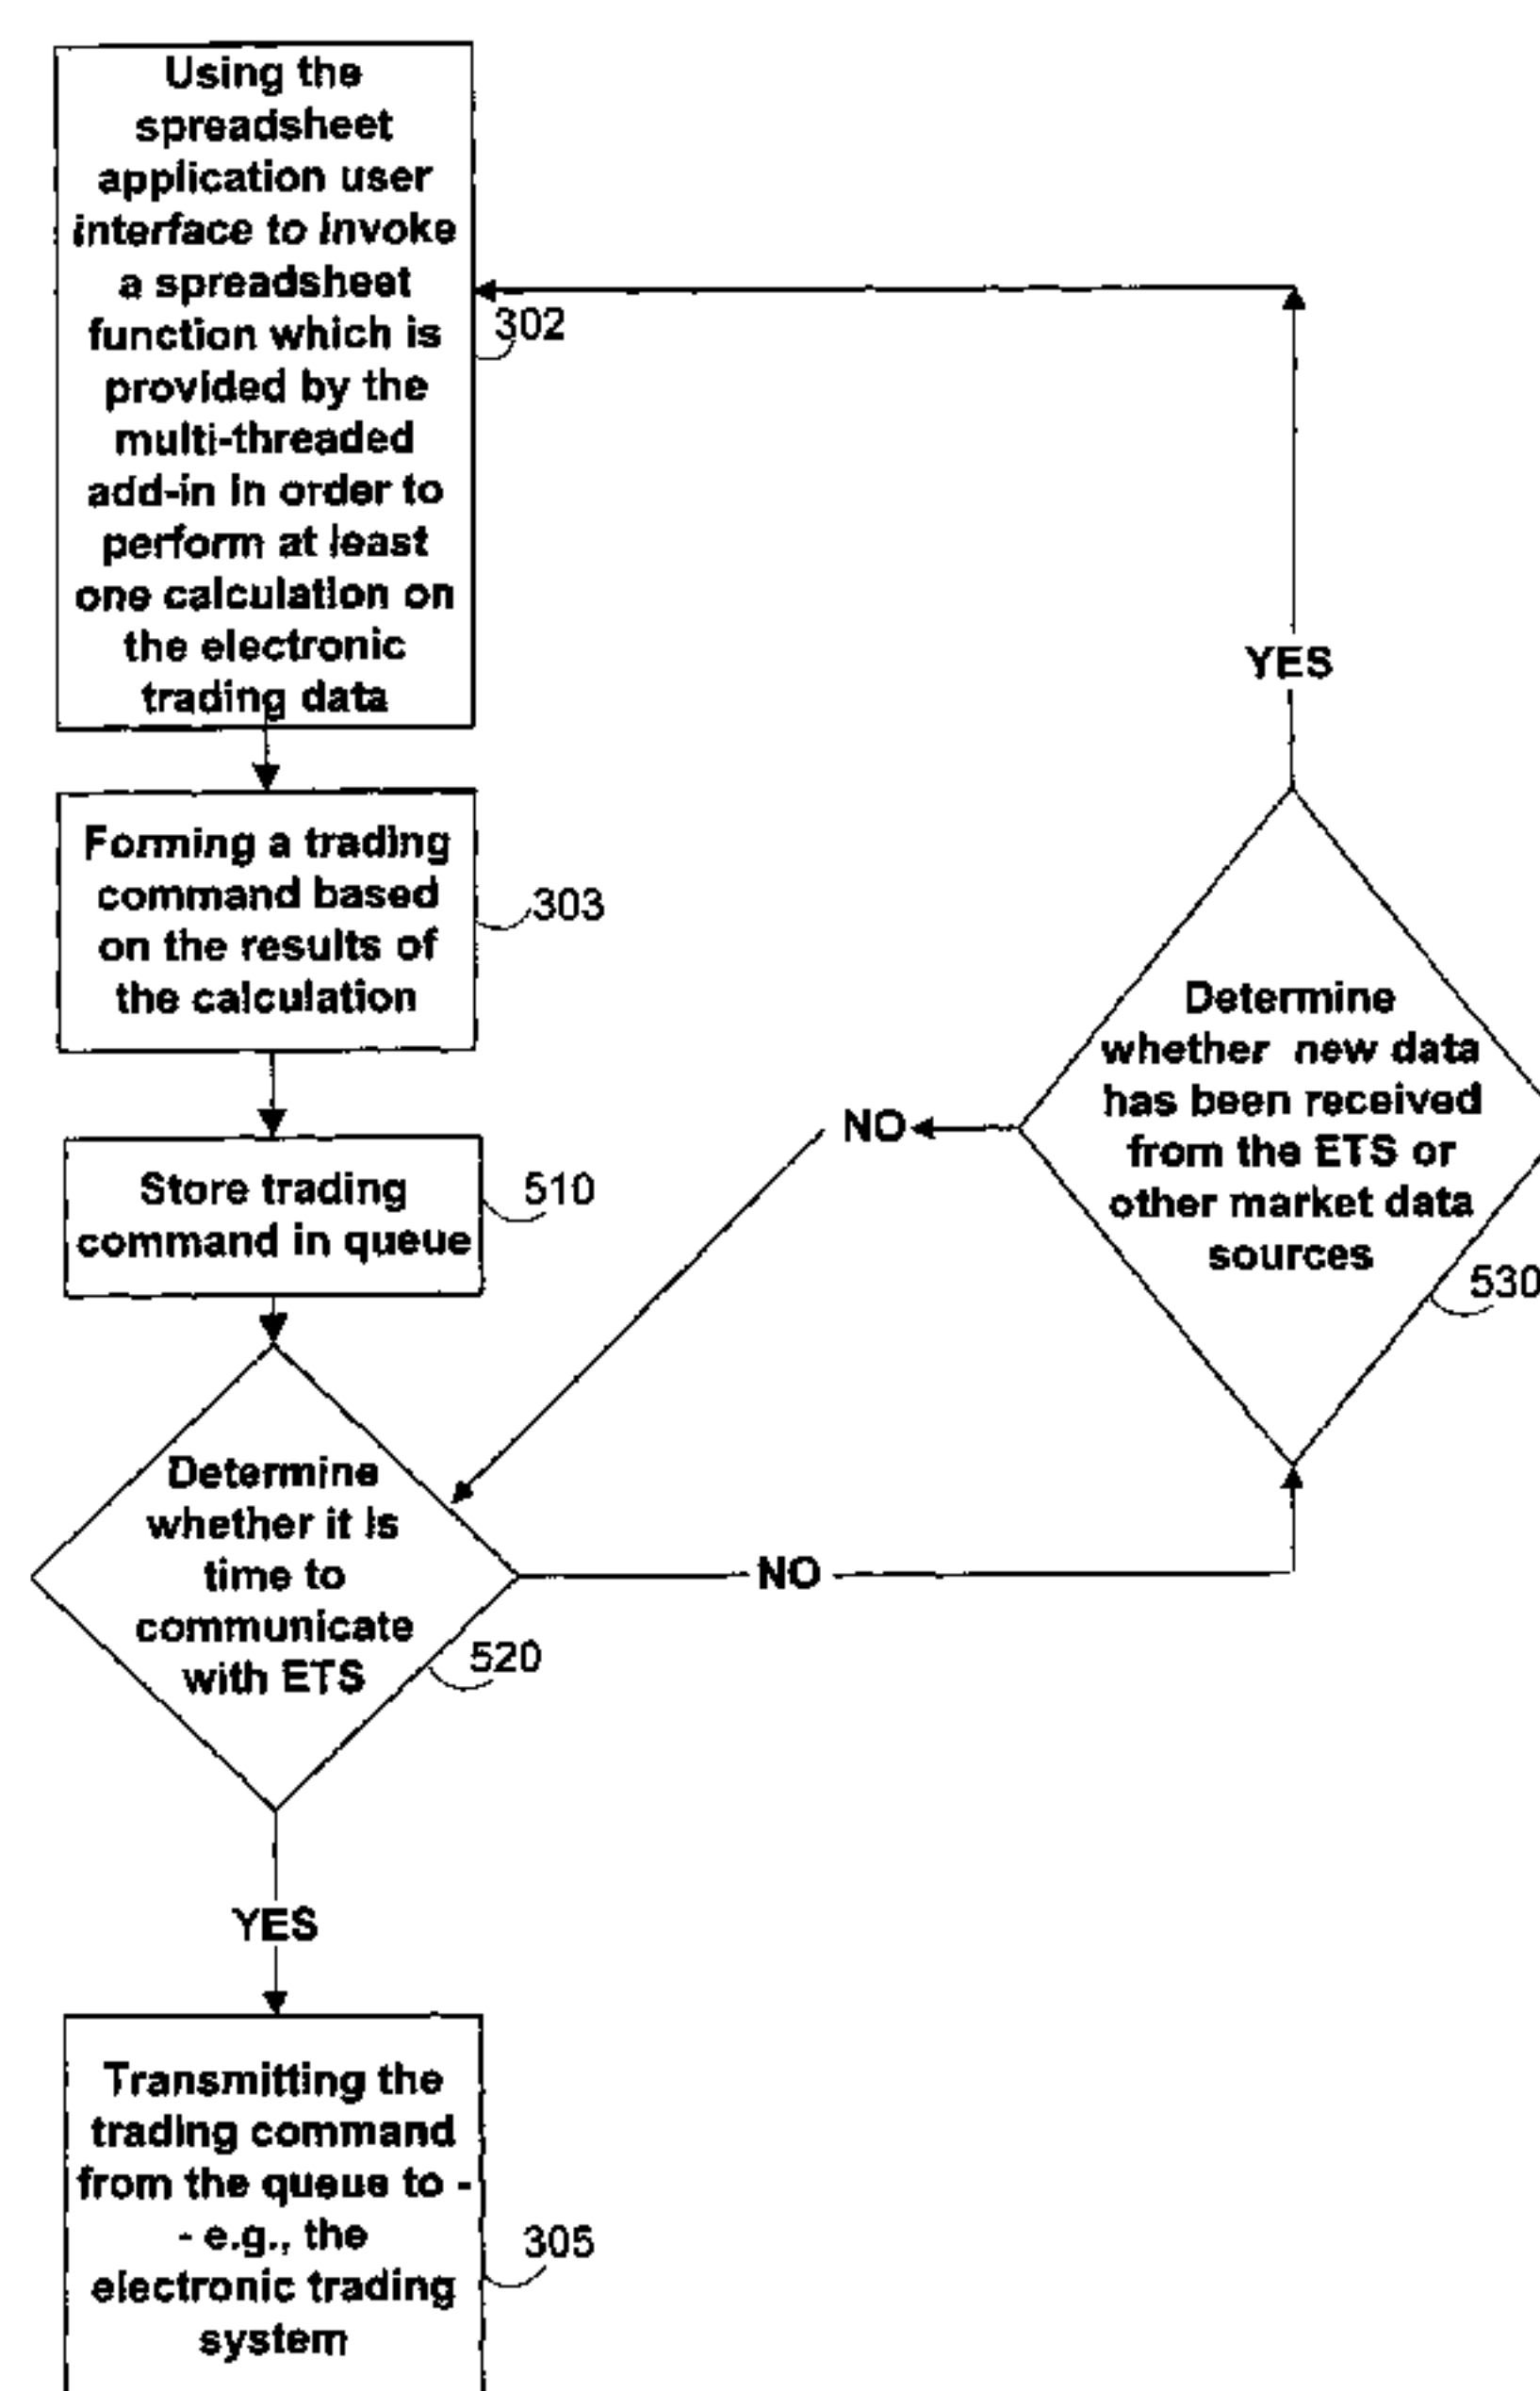 Using the
spreadsheet
application user
interface to invoke
a spreadsheet
function which is
provided by the
multi-threaded
add-in in order to
perform at least
one calculation on
the electronic
trading data
302
Forming a trading
command based
on the results of
the calculation
303
Store trading
command in queue
510
Determine
whether it is
time to
communicate
with ETS
520
NO
YES
Determine
whether new data
has been received
from the ETS or
other market data
sources
530
YES
NO
Transmitting the
trading command
from the queue to -
- e.g., the
electronic trading
system
305